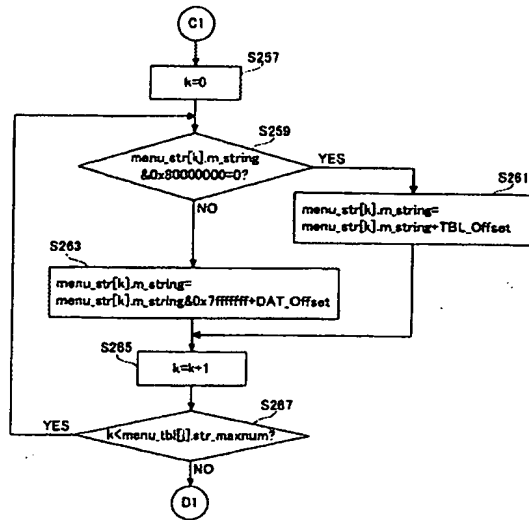 C1
S257
k=0
S259
menu_str[k].m_string
&0x80000000=0?
YES
S261
menu_str[k].m_string=
menu_str[k].m_string+TBL_Offset
NO
S263
menu_str[k].m_string=
menu_str[k].m_string&0x7fffffff+DAT_Offset
S265
k=k+1
S267
YES
k<menu_tbl[j].str_maxnum?
NO
D1